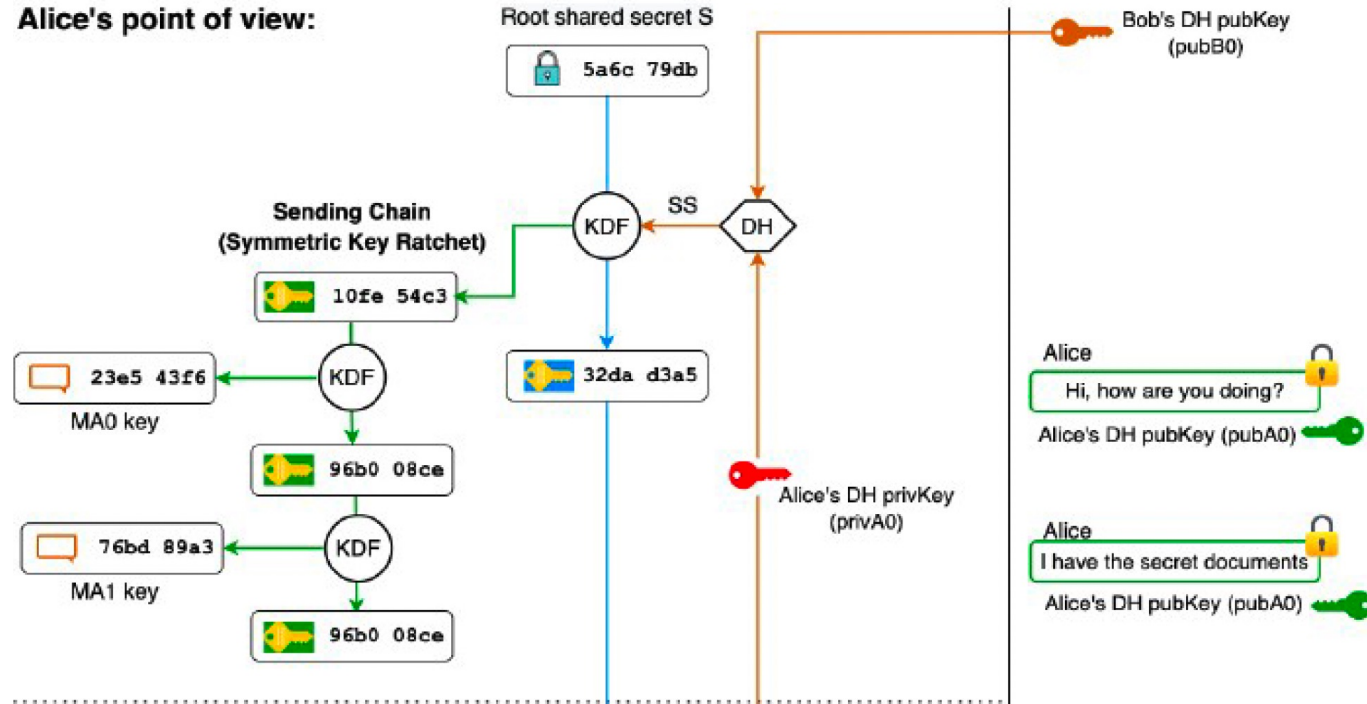 Alice's point of view:
Root shared secret S
5a6c 79db
Bob's DH pubKey
(pubB0)
SS
KDF
DH
Sending Chain
(Symmetric Key Ratchet)
10fe 54c3
KDF
23e5 43f6
MA0 key
32da d3a5
96b0 08ce
Alice's DH privKey
(privA0)
KDF
76bd 89a3
MA1 key
96b0 08ce
Alice
Hi, how are you doing?
Alice's DH pubKey (pubA0)
Alice
I have the secret documents
Alice's DH pubKey (pubA0)